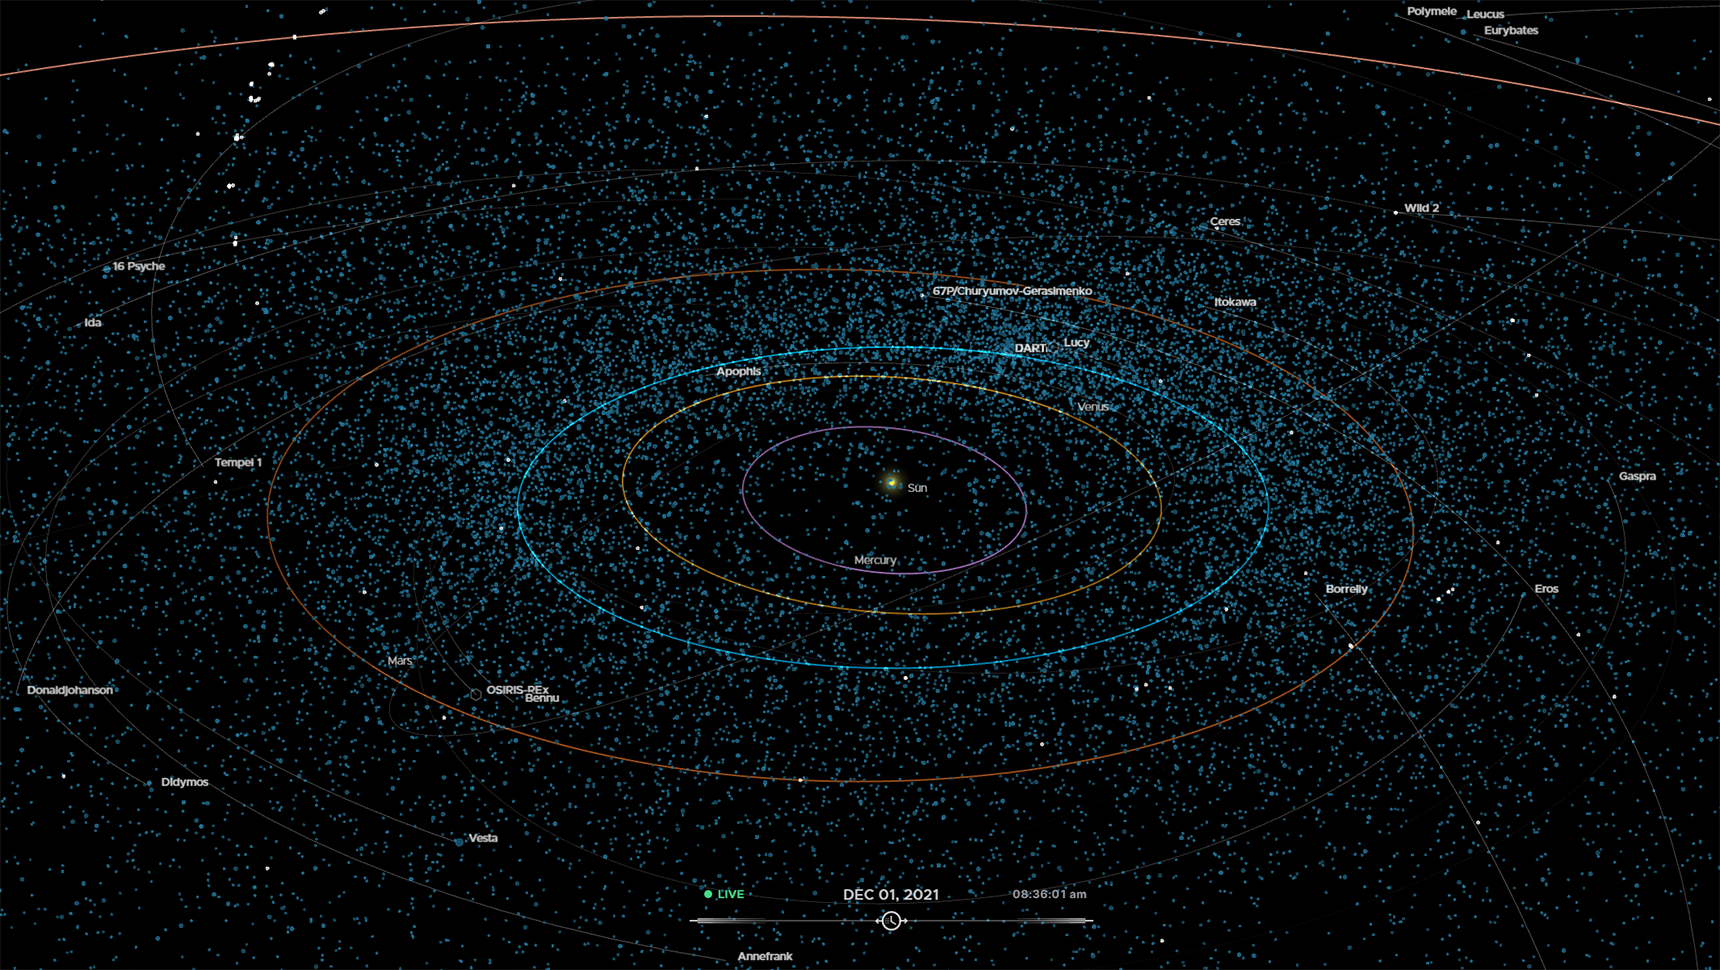 Polymele
Leucus
Eurybates
Wild 2
Ceres
16 Psyche
67P/Churyumov-Gerasimenko
Itokawa
Ida
DART
Lucy
Apophis
Venus
Tempel 1
Gaspra
Sun
Mercury
Borrelly
Eros
Mars
Donaldjohanson
OSIRIS-REx
Bennu
Didymos
Vesta
LIVE
DEC 01, 2021
08:36:01 am
Annefrank